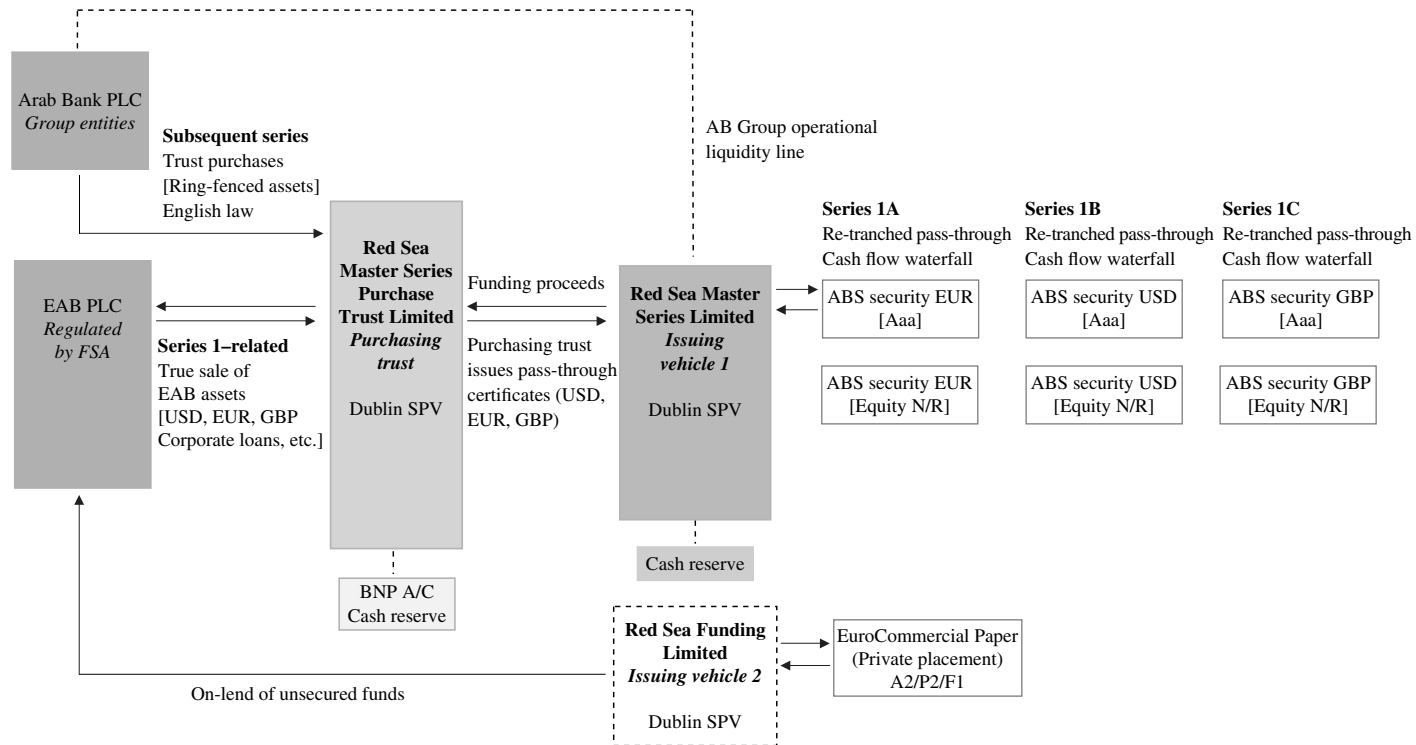 Arab Bank PLC
Group entities
Subsequent series
Trust purchases
[Ring-fenced assets]
English law
AB Group operational
liquidity line
EAB PLC
Regulated
by FSA
Series 1–related
True sale of
EAB assets
[USD, EUR, GBP
Corporate loans, etc.]
Red Sea
Master Series
Purchase
Trust Limited
Purchasing
trust
Dublin SPV
BNP A/C
Cash reserve
Funding proceeds
Purchasing trust
issues pass-through
certificates (USD,
EUR, GBP)
Red Sea Master
Series Limited
Issuing
vehicle 1
Dublin SPV
Cash reserve
Series 1A
Re-tranched pass-through
Cash flow waterfall
ABS security EUR
[Aaa]
ABS security EUR
[Equity N/R]
Series 1B
Re-tranched pass-through
Cash flow waterfall
ABS security USD
[Aaa]
ABS security USD
[Equity N/R]
Series 1C
Re-tranched pass-through
Cash flow waterfall
ABS security GBP
[Aaa]
ABS security GBP
[Equity N/R]
On-lend of unsecured funds
Red Sea Funding
Limited
Issuing vehicle 2
Dublin SPV
EuroCommercial Paper
(Private placement)
A2/P2/F1